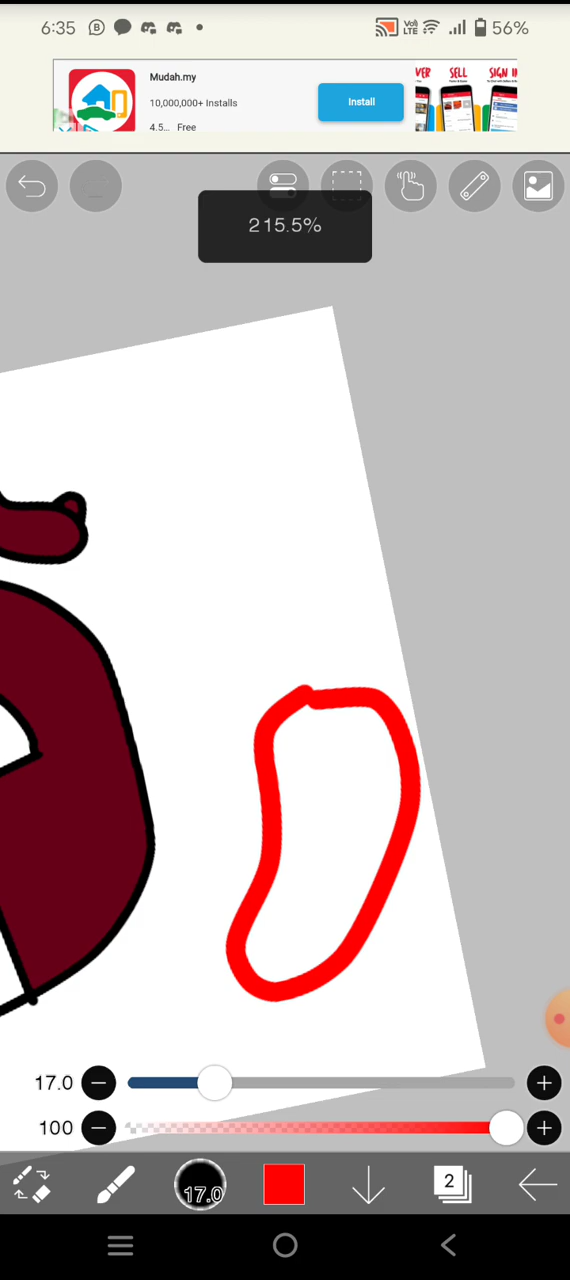 6:35
56%
Mudah.my
10,000,000+ Installs
4.5... Free
Install
VER
SELL
SIGN I
215.5%
17.0
100
17.0
2